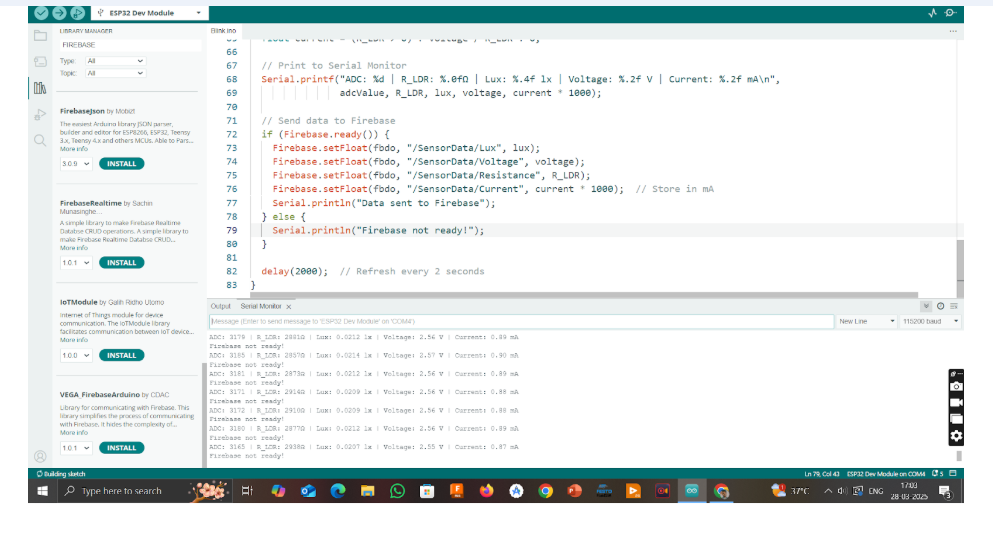 ESP32 Dev Module
LIBRARY MANAGER
FIREBASE
Type: All
Topic: All
FirebaseJson by Mobizt
The easiest Arduino library JSON parser,
builder and editor for ESP8266, ESP32, Teensy
3.x, Teensy 4.x and others MCUs. Able to Pars...
More info
3.0.9 INSTALL
FirebaseRealtime by Sachin
Munasinghe...
A simple library to make Firebase Realtime
Databse CRUD operations. A simple library to
make Firebase Realtime Databse CRUD...
More info
1.0.1 INSTALL
IoTModule by Galih Ridho Utomo
Internet of Things module for device
communication. The IoTModule library
facilitates communication between IoT device...
More info
1.0.0 INSTALL
VEGA_FirebaseArduino by CDAC
Library for communicating with Firebase. This
library simplifies the process of communicating
with Firebase. It hides the complexity of...
More info
1.0.1 INSTALL
Blink.ino
66
67 // Print to Serial Monitor
68 Serial.printf("ADC: %d | R_LDR: %.0fΩ | Lux: %.4f lx | Voltage: %.2f V | Current: %.2f mA\n",
69 adcValue, R_LDR, lux, voltage, current * 1000);
70
71 // Send data to Firebase
72 if (Firebase.ready()) {
73 Firebase.setFloat(fbdo, "/SensorData/Lux", lux);
74 Firebase.setFloat(fbdo, "/SensorData/Voltage", voltage);
75 Firebase.setFloat(fbdo, "/SensorData/Resistance", R_LDR);
76 Firebase.setFloat(fbdo, "/SensorData/Current", current * 1000); // Store in mA
77 Serial.println("Data sent to Firebase");
78 } else {
79 Serial.println("Firebase not ready!");
80 }
81
82 delay(2000); // Refresh every 2 seconds
83 }
Output Serial Monitor ×
Message (Enter to send message to 'ESP32 Dev Module' on 'COM4') New Line 115200 baud
ADC: 3179 | R_LDR: 2881Ω | Lux: 0.0212 lx | Voltage: 2.56 V | Current: 0.89 mA
Firebase not ready!
ADC: 3185 | R_LDR: 2857Ω | Lux: 0.0214 lx | Voltage: 2.57 V | Current: 0.90 mA
Firebase not ready!
ADC: 3181 | R_LDR: 2873Ω | Lux: 0.0212 lx | Voltage: 2.56 V | Current: 0.89 mA
Firebase not ready!
ADC: 3171 | R_LDR: 2914Ω | Lux: 0.0209 lx | Voltage: 2.56 V | Current: 0.88 mA
Firebase not ready!
ADC: 3172 | R_LDR: 2910Ω | Lux: 0.0209 lx | Voltage: 2.56 V | Current: 0.88 mA
Firebase not ready!
ADC: 3180 | R_LDR: 2877Ω | Lux: 0.0212 lx | Voltage: 2.56 V | Current: 0.89 mA
Firebase not ready!
ADC: 3165 | R_LDR: 2938Ω | Lux: 0.0207 lx | Voltage: 2.55 V | Current: 0.87 mA
Firebase not ready!
Building sketch
Ln 79, Col 43 ESP32 Dev Module on COM4 5
Type here to search
37°C
ENG
17:03
28-03-2025
3